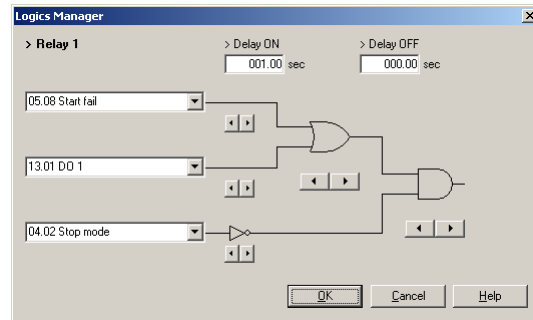 Logics Manager
> Relay 1
> Delay ON
001.00 sec
> Delay OFF
000.00 sec
05.08 Start fail
13.01 DO 1
04.02 Stop mode
OK Cancel Help